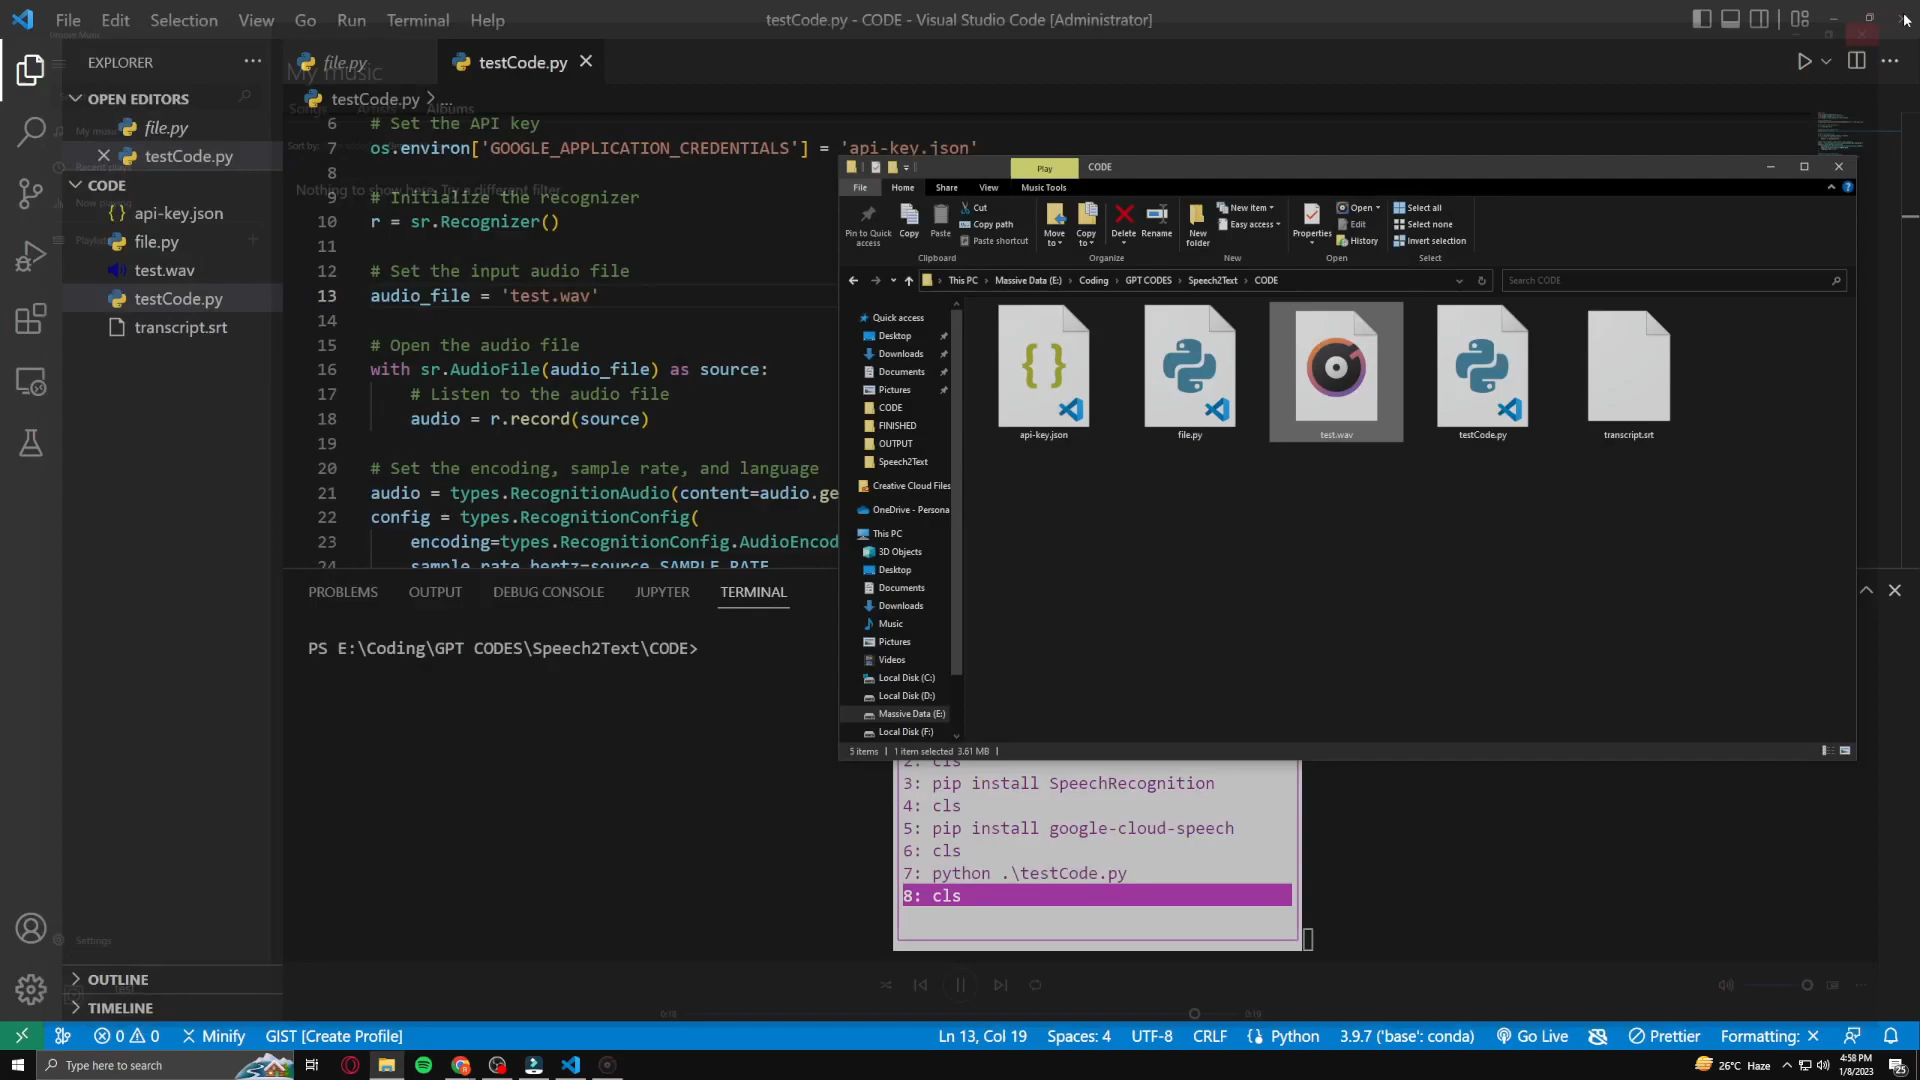 File Edit Selection View Go Run Terminal Help
testCode.py - CODE - Visual Studio Code [Administrator]
Groove Music
EXPLORER
file.py
testCode.py
My music
OPEN EDITORS
testCode.py > ...
Songs Artists Albums
file.py
6 # Set the API key
My music
testCode.py
7 os.environ['GOOGLE_APPLICATION_CREDENTIALS'] = 'api-key.json'
Sort by:
Recent plays
8
CODE
Nothing to show here. Try a different filter.
9 # Initialize the recognizer
Now playing
api-key.json
10 r = sr.Recognizer()
Playlists
file.py
11
test.wav
12 # Set the input audio file
testCode.py
13 audio_file = 'test.wav'
transcript.srt
14
15 # Open the audio file
16 with sr.AudioFile(audio_file) as source:
17 # Listen to the audio file
18 audio = r.record(source)
19
20 # Set the encoding, sample rate, and language
21 audio = types.RecognitionAudio(content=audio.ge
22 config = types.RecognitionConfig(
23 encoding=types.RecognitionConfig.AudioEncod
24 sample_rate_hertz=source.SAMPLE_RATE
Play CODE
File Home Share View Music Tools
Pin to Quick access
Copy
Paste
Cut
Copy path
Paste shortcut
Clipboard
Move to
Copy to
Delete
Rename
Organize
New folder
New item
Easy access
New
Properties
Open
Edit
History
Open
Select all
Select none
Invert selection
Select
This PC > Massive Data (E:) > Coding > GPT CODES > Speech2Text > CODE
Search CODE
Quick access
Desktop
Downloads
Documents
Pictures
CODE
FINISHED
OUTPUT
Speech2Text
Creative Cloud Files
OneDrive - Persona
This PC
3D Objects
Desktop
Documents
Downloads
Music
Pictures
Videos
Local Disk (C:)
Local Disk (D:)
Massive Data (E:)
Local Disk (F:)
api-key.json
file.py
test.wav
testCode.py
transcript.srt
5 items | 1 item selected 3.61 MB |
PROBLEMS OUTPUT DEBUG CONSOLE JUPYTER TERMINAL
PS E:\Coding\GPT CODES\Speech2Text\CODE>
2: cls
3: pip install SpeechRecognition
4: cls
5: pip install google-cloud-speech
6: cls
7: python .\testCode.py
8: cls
Settings
OUTLINE
TIMELINE
0:18
0:19
0 0 Minify GIST [Create Profile]
Ln 13, Col 19 Spaces: 4 UTF-8 CRLF Python 3.9.7 ('base': conda) Go Live Prettier Formatting:
Type here to search
26°C Haze
4:58 PM
1/8/2023
25